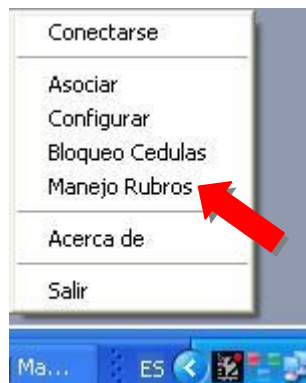 Conectarse
Asociar
Configurar
Bloqueo Cedulas
Manejo Rubros
Acerca de
Salir
Ma... ES